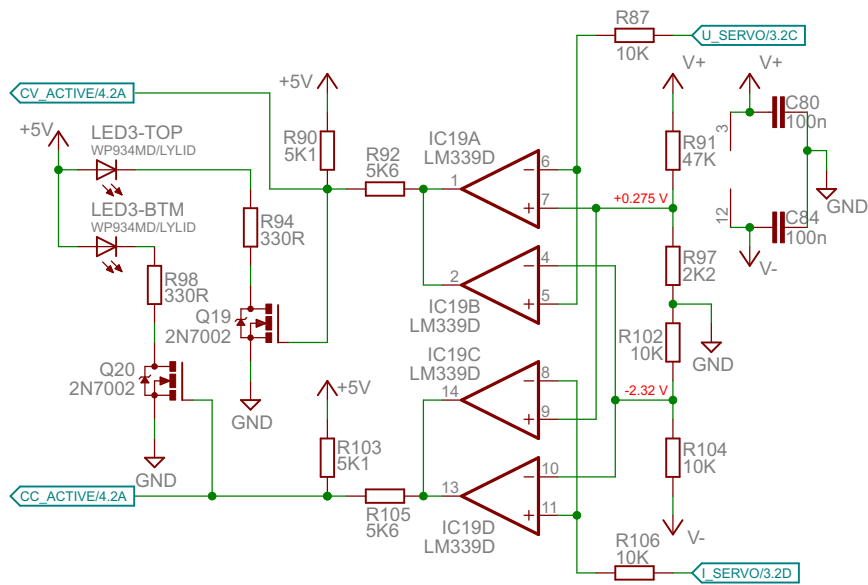 R87
10K
U_SERVO/3.2C
V+
V+
CV_ACTIVE/4.2A
+5V
+5V
LED3-TOP
WP934MD/LYLID
R90
5K1
R92
5K6
IC19A
LM339D
1
6
7
−
+
R91
47K
3
C80
100n
GND
LED3-BTM
WP934MD/LYLID
R94
330R
+0.275 V
12
C84
100n
V-
R98
330R
2
4
5
−
+
IC19B
LM339D
R97
2K2
Q19
2N7002
R102
10K
GND
IC19C
LM339D
Q20
2N7002
14
8
9
−
+
-2.32 V
+5V
GND
GND
R103
5K1
R104
10K
CC_ACTIVE/4.2A
R105
5K6
13
10
11
−
+
IC19D
LM339D
V-
R106
10K
I_SERVO/3.2D